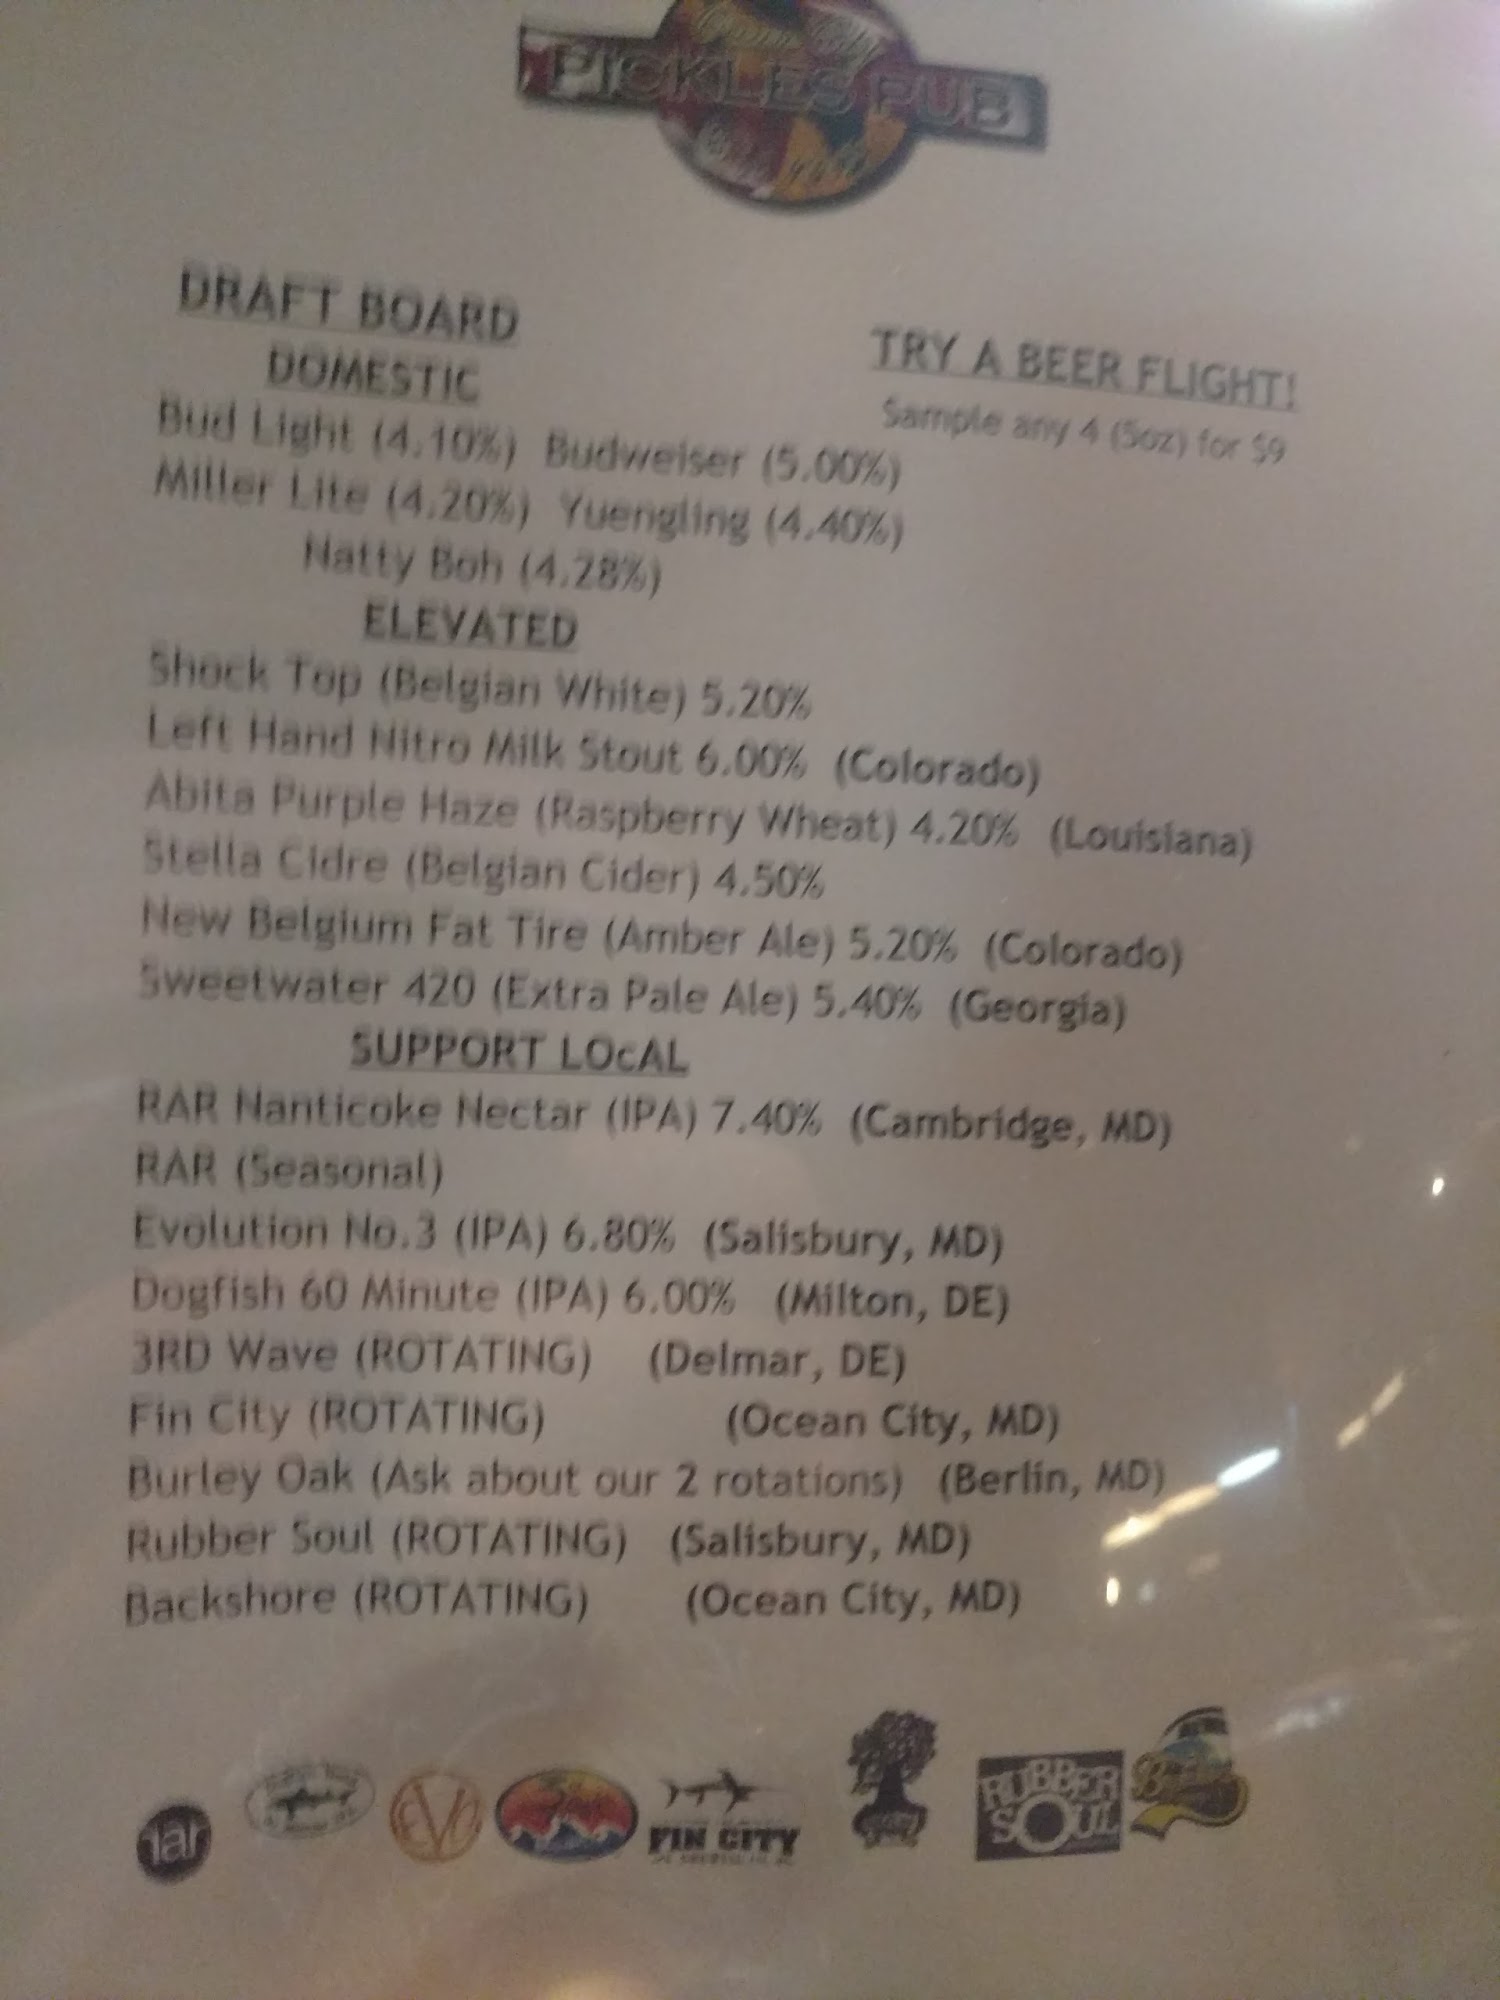 Ocean City
PICKLES PUB
DRAFT BOARD
DOMESTIC
TRY A BEER FLIGHT!
Sample any 4 (5oz) for $9
Bud Light (4.10%) Budweiser (5.00%)
Miller Lite (4.20%) Yuengling (4.40%)
Natty Boh (4.28%)
ELEVATED
Shock Top (Belgian White) 5.20%
Left Hand Nitro Milk Stout 6.00% (Colorado)
Abita Purple Haze (Raspberry Wheat) 4.20% (Louisiana)
Stella Cidre (Belgian Cider) 4.50%
New Belgium Fat Tire (Amber Ale) 5.20% (Colorado)
Sweetwater 420 (Extra Pale Ale) 5.40% (Georgia)
SUPPORT LOcAL
RAR Nanticoke Nectar (IPA) 7.40% (Cambridge, MD)
RAR (Seasonal)
Evolution No.3 (IPA) 6.80% (Salisbury, MD)
Dogfish 60 Minute (IPA) 6.00% (Milton, DE)
3RD Wave (ROTATING) (Delmar, DE)
Fin City (ROTATING) (Ocean City, MD)
Burley Oak (Ask about our 2 rotations) (Berlin, MD)
Rubber Soul (ROTATING) (Salisbury, MD)
Backshore (ROTATING) (Ocean City, MD)
rar
EVO
FIN CITY
RUBBER
SOUL